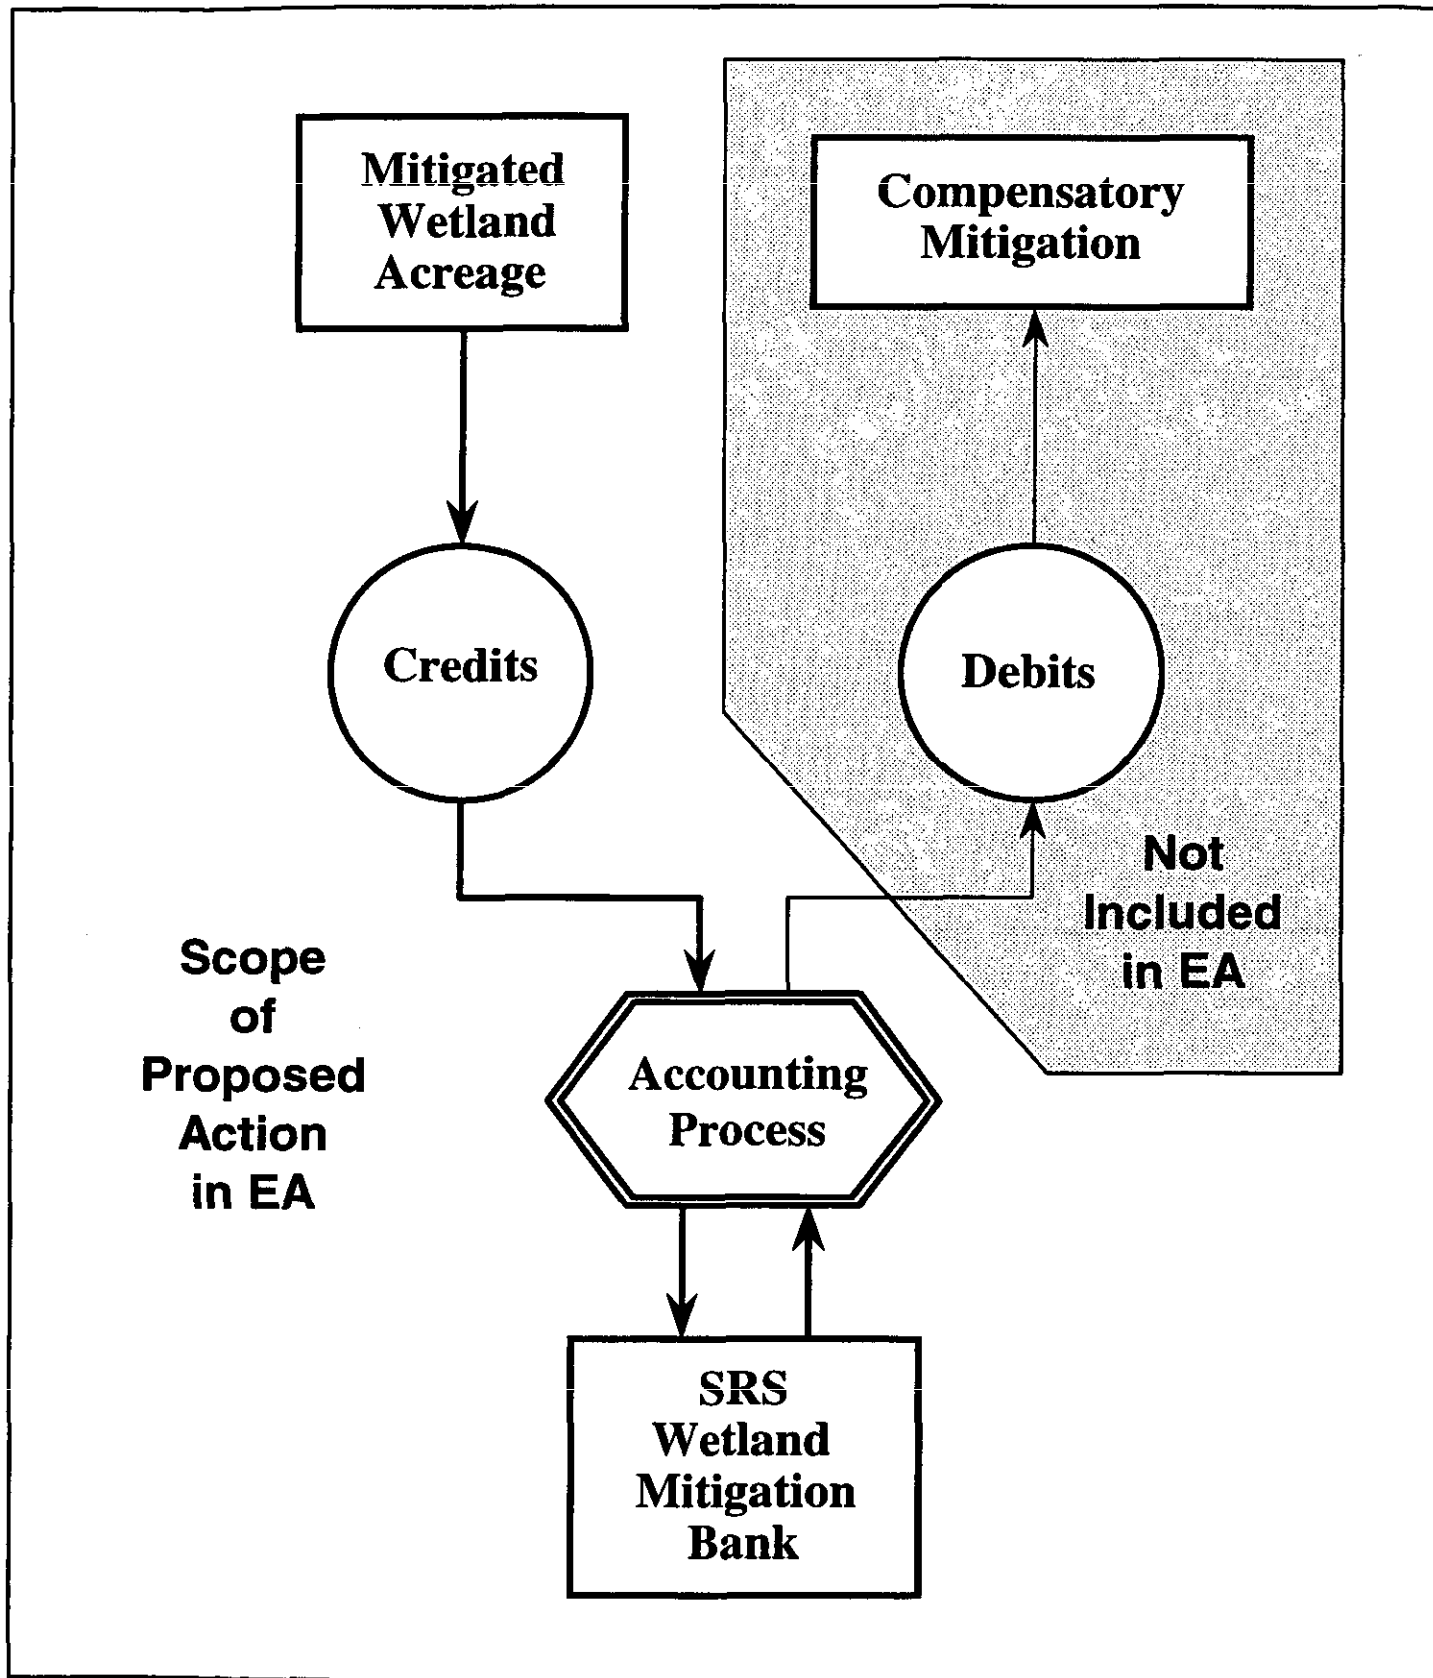 Mitigated
Wetland
Acreage
Compensatory
Mitigation
Credits
Debits
Not
Included
in EA
Scope
of
Proposed
Action
in EA
Accounting
Process
SRS
Wetland
Mitigation
Bank